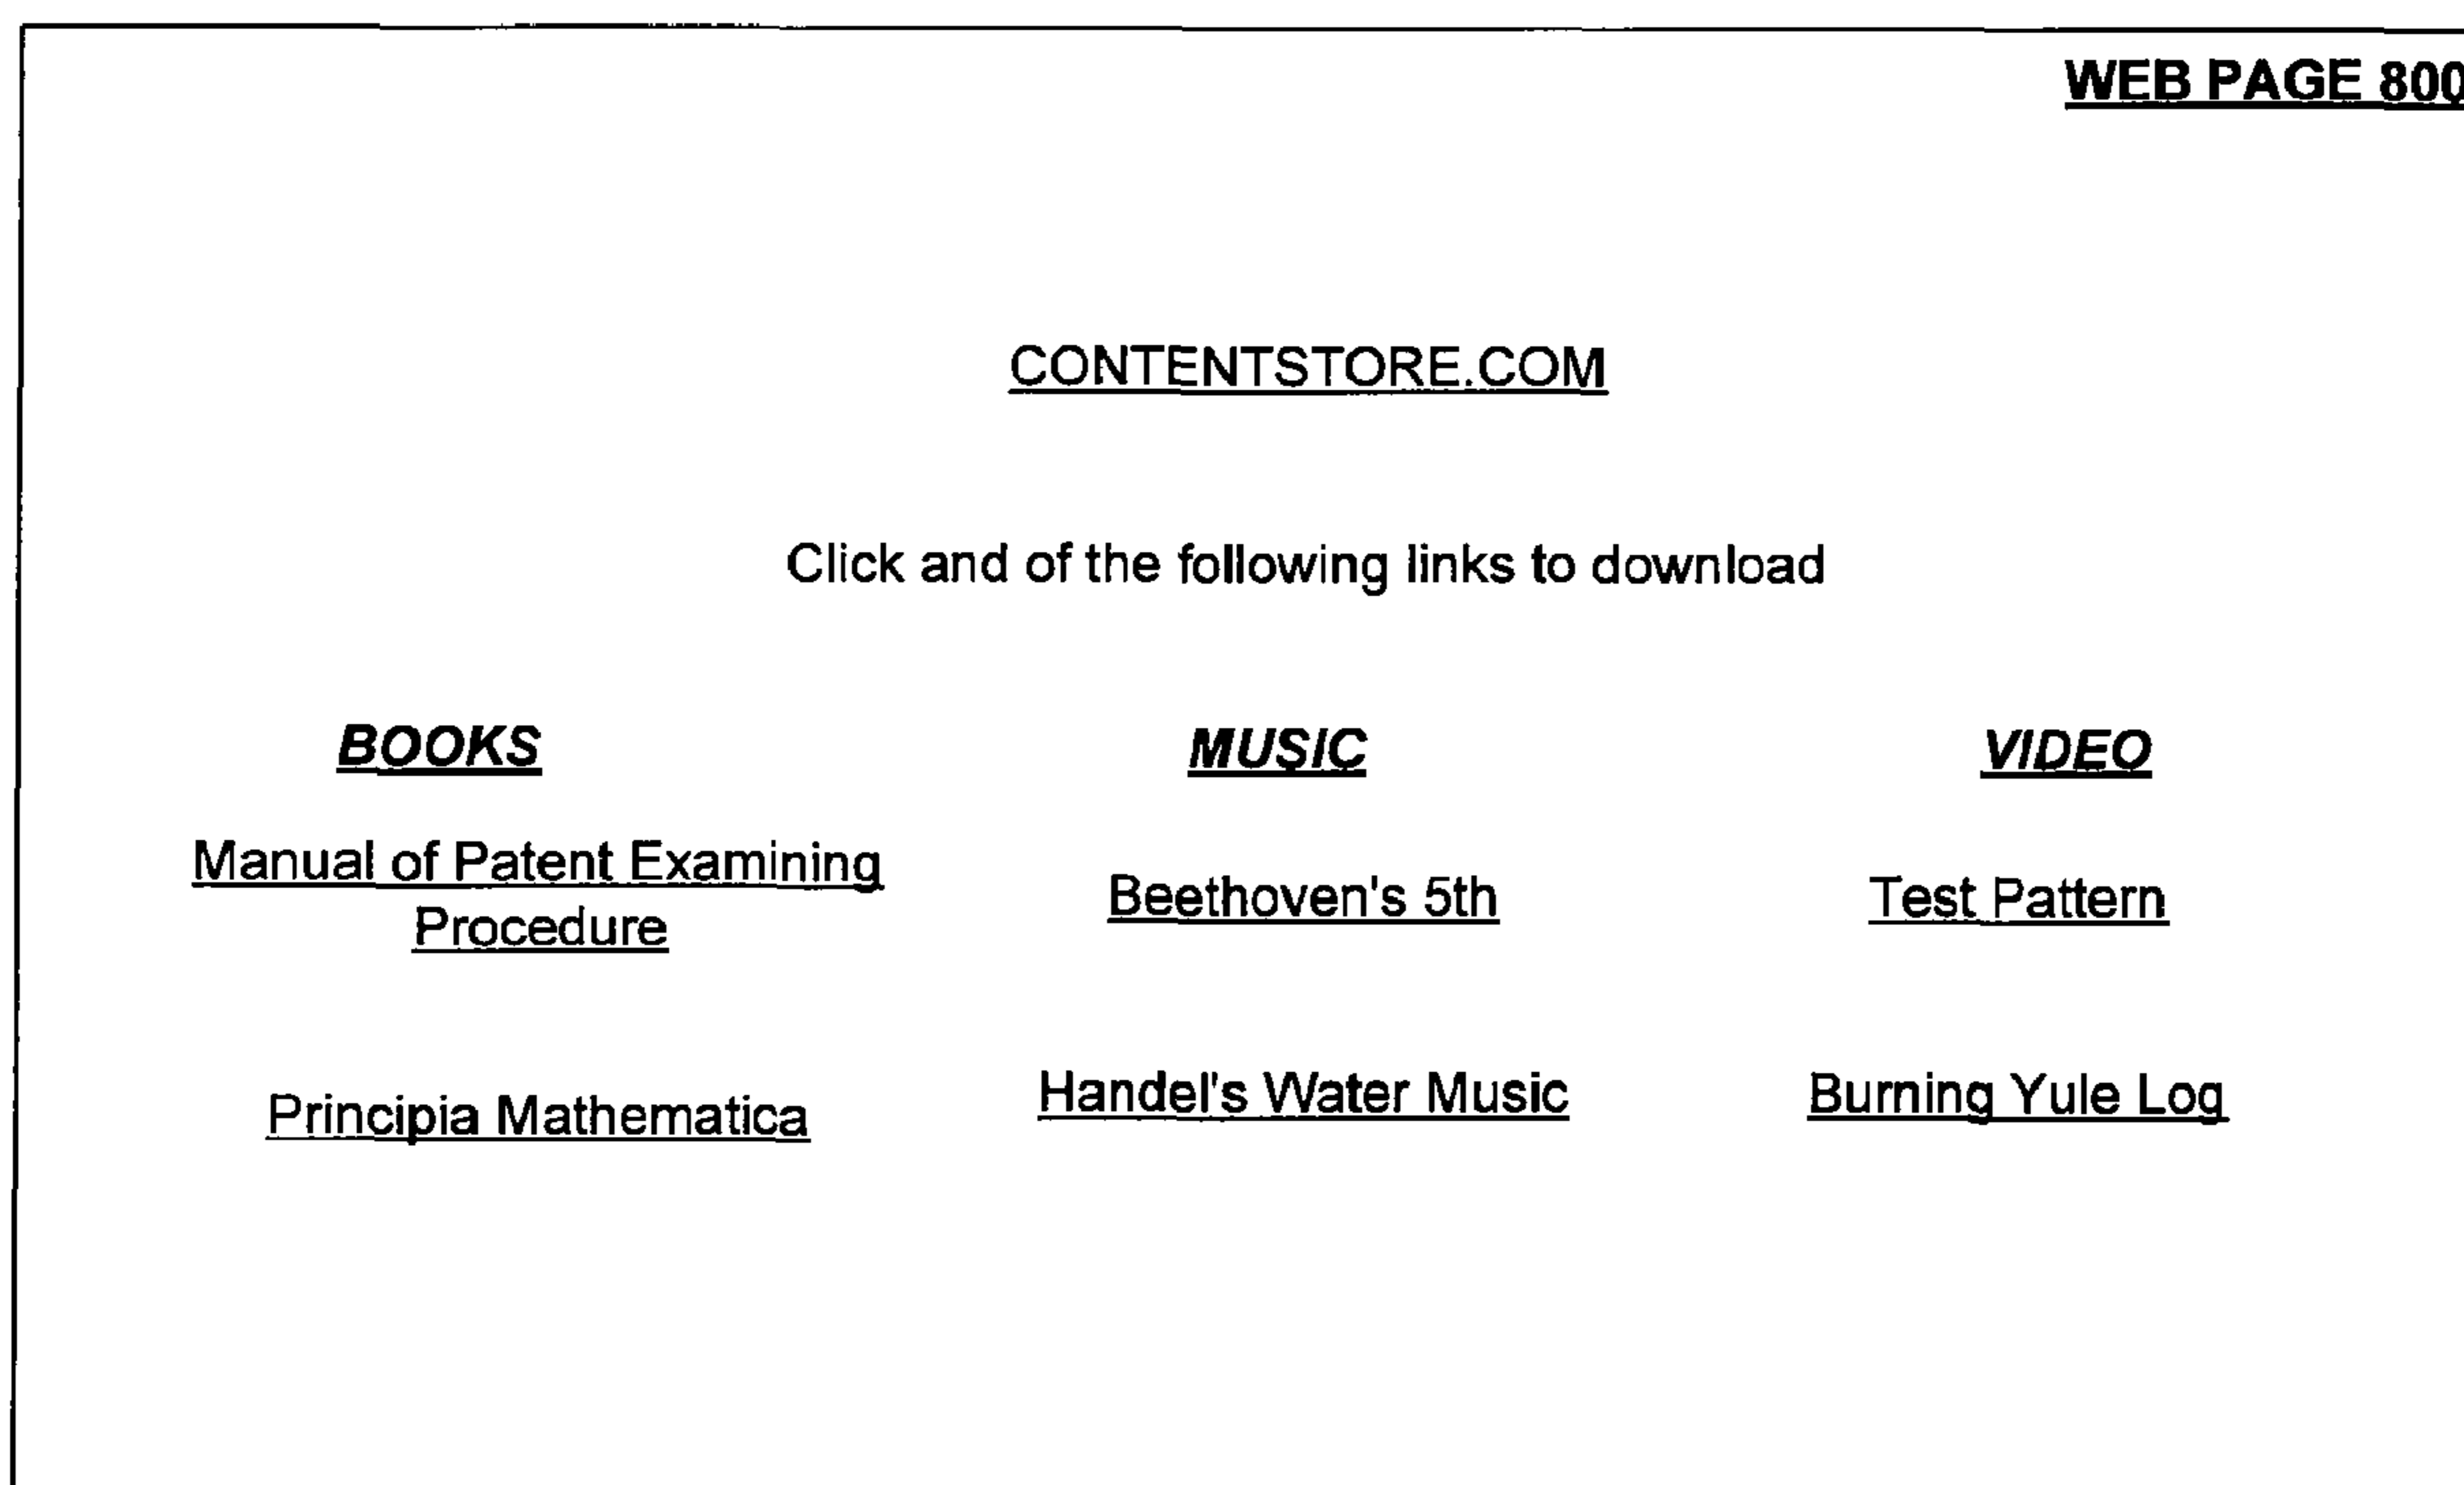 WEB PAGE 800
CONTENTSTORE.COM
Click and of the following links to download
BOOKS
MUSIC
VIDEO
Manual of Patent Examining
Procedure
Beethoven's 5th
Test Pattern
Principia Mathematica
Handel's Water Music
Burning Yule Log